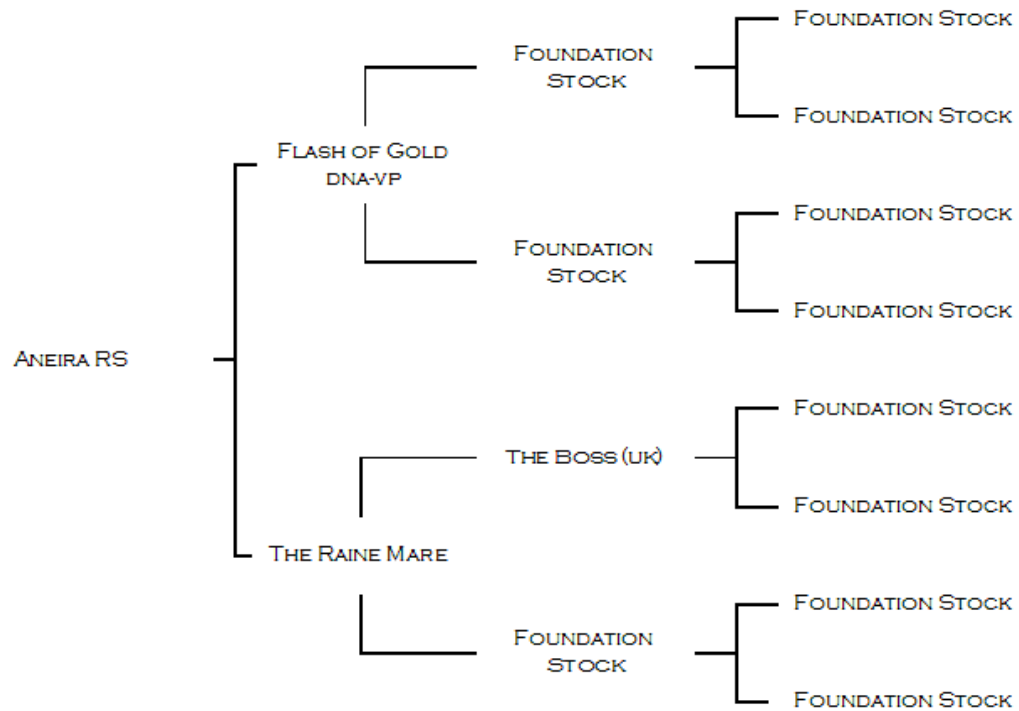 Foundation Stock
Foundation
Stock
Foundation Stock
Flash of Gold
DNA-VP
Foundation Stock
Foundation
Stock
Foundation Stock
Aneira RS
Foundation Stock
The Boss (UK)
Foundation Stock
The Raine Mare
Foundation Stock
Foundation
Stock
Foundation Stock